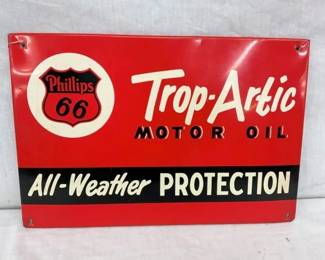 Phillips
66
Trop-Artic
MOTOR OIL
All-Weather PROTECTION